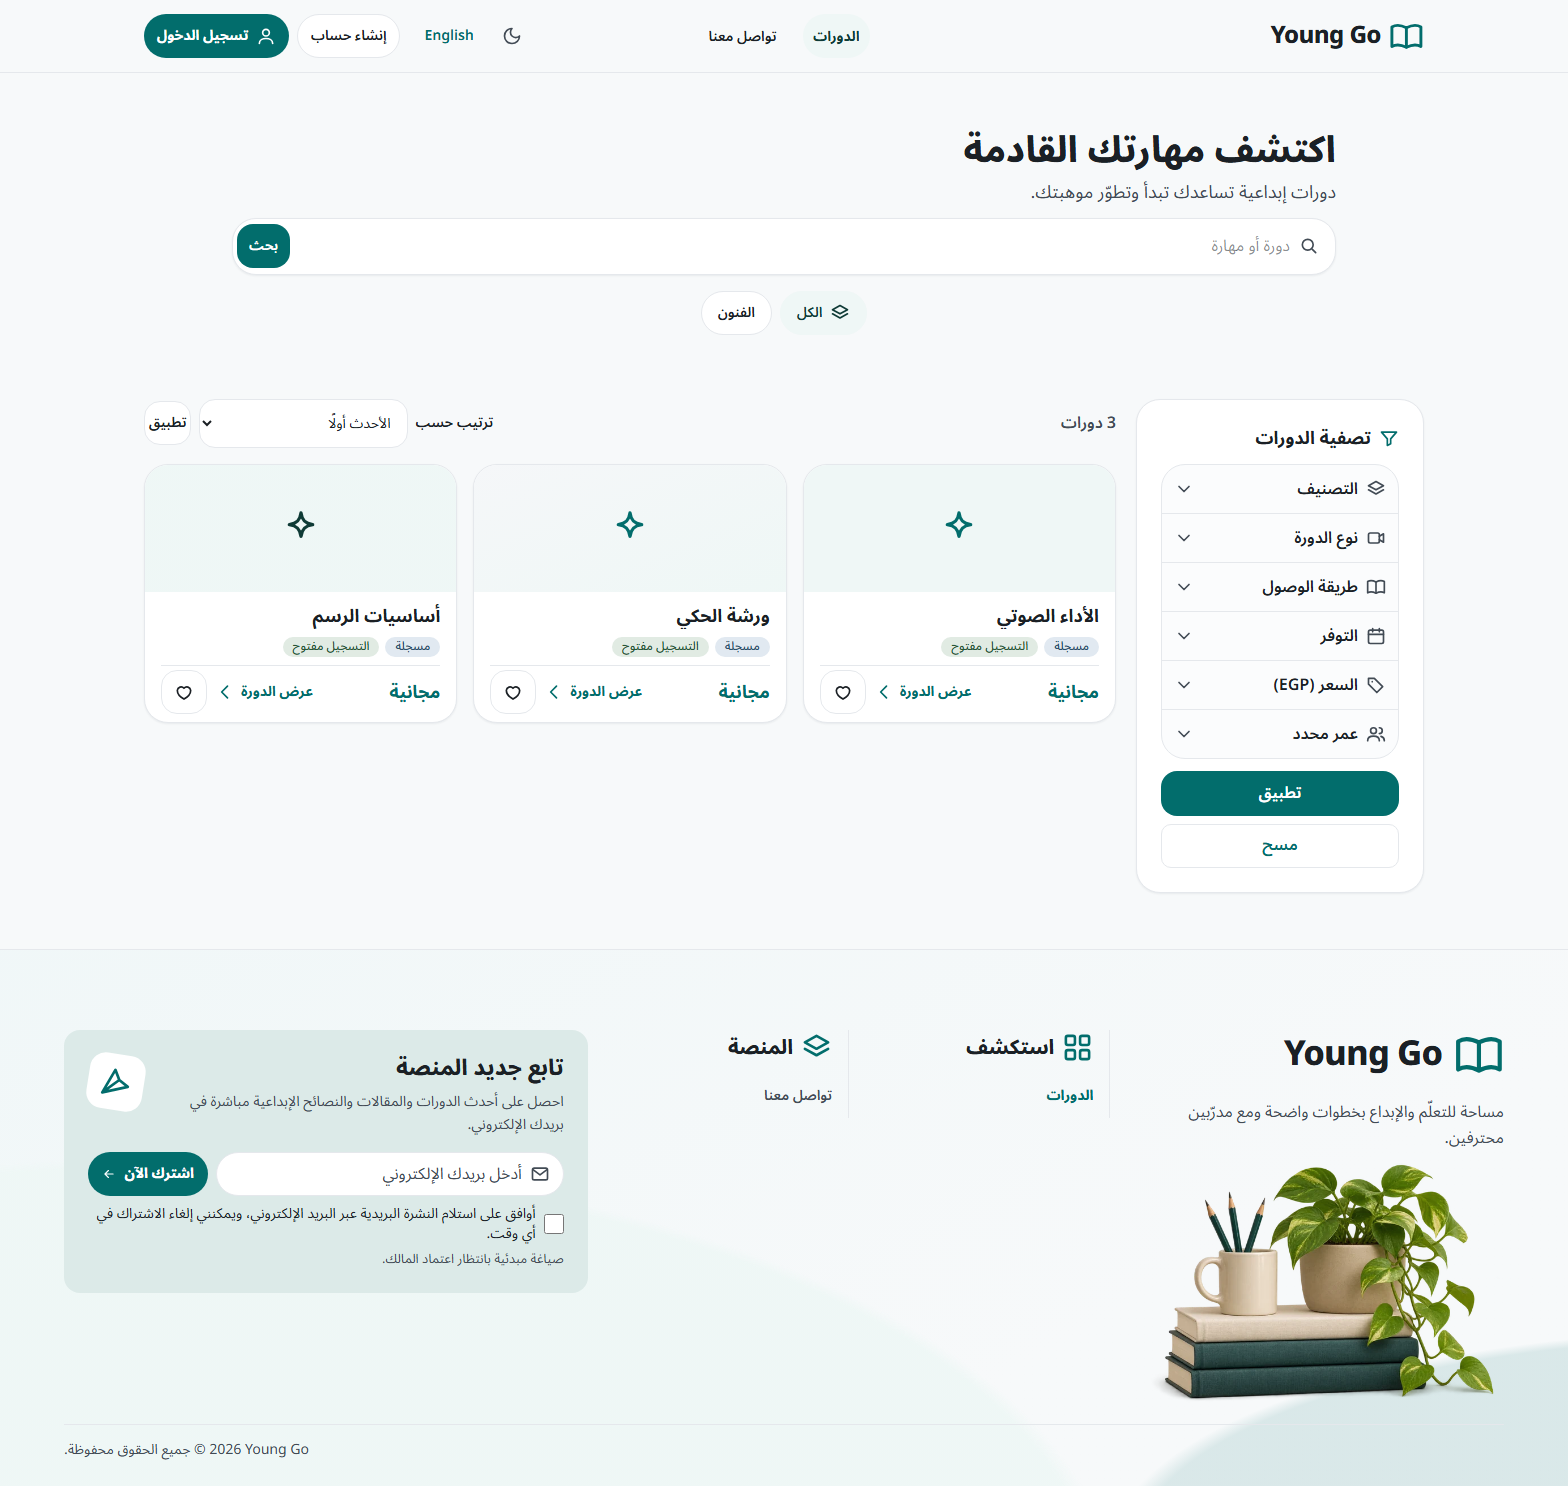 Young Go
الدورات
تواصل معنا
English
إنشاء حساب
تسجيل الدخول
اكتشف مهارتك القادمة
دورات إبداعية تساعدك تبدأ وتطوّر موهبتك.
دورة أو مهارة
بحث
الكل
الفنون
تصفية الدورات
التصنيف
نوع الدورة
طريقة الوصول
التوفر
السعر (EGP)
عمر محدد
تطبيق
مسح
3 دورات
ترتيب حسب
الأحدث أولًا
تطبيق
الأداء الصوتي
مسجلة
التسجيل مفتوح
مجانية
عرض الدورة
ورشة الحكي
مسجلة
التسجيل مفتوح
مجانية
عرض الدورة
أساسيات الرسم
مسجلة
التسجيل مفتوح
مجانية
عرض الدورة
Young Go
مساحة للتعلّم والإبداع بخطوات واضحة ومع مدرّبين
محترفين.
استكشف
الدورات
المنصة
تواصل معنا
تابع جديد المنصة
احصل على أحدث الدورات والمقالات والنصائح الإبداعية مباشرة في
بريدك الإلكتروني.
أدخل بريدك الإلكتروني
اشترك الآن
أوافق على استلام النشرة البريدية عبر البريد الإلكتروني، ويمكنني إلغاء الاشتراك في
أي وقت.
صياغة مبدئية بانتظار اعتماد المالك.
Young Go 2026 © جميع الحقوق محفوظة.